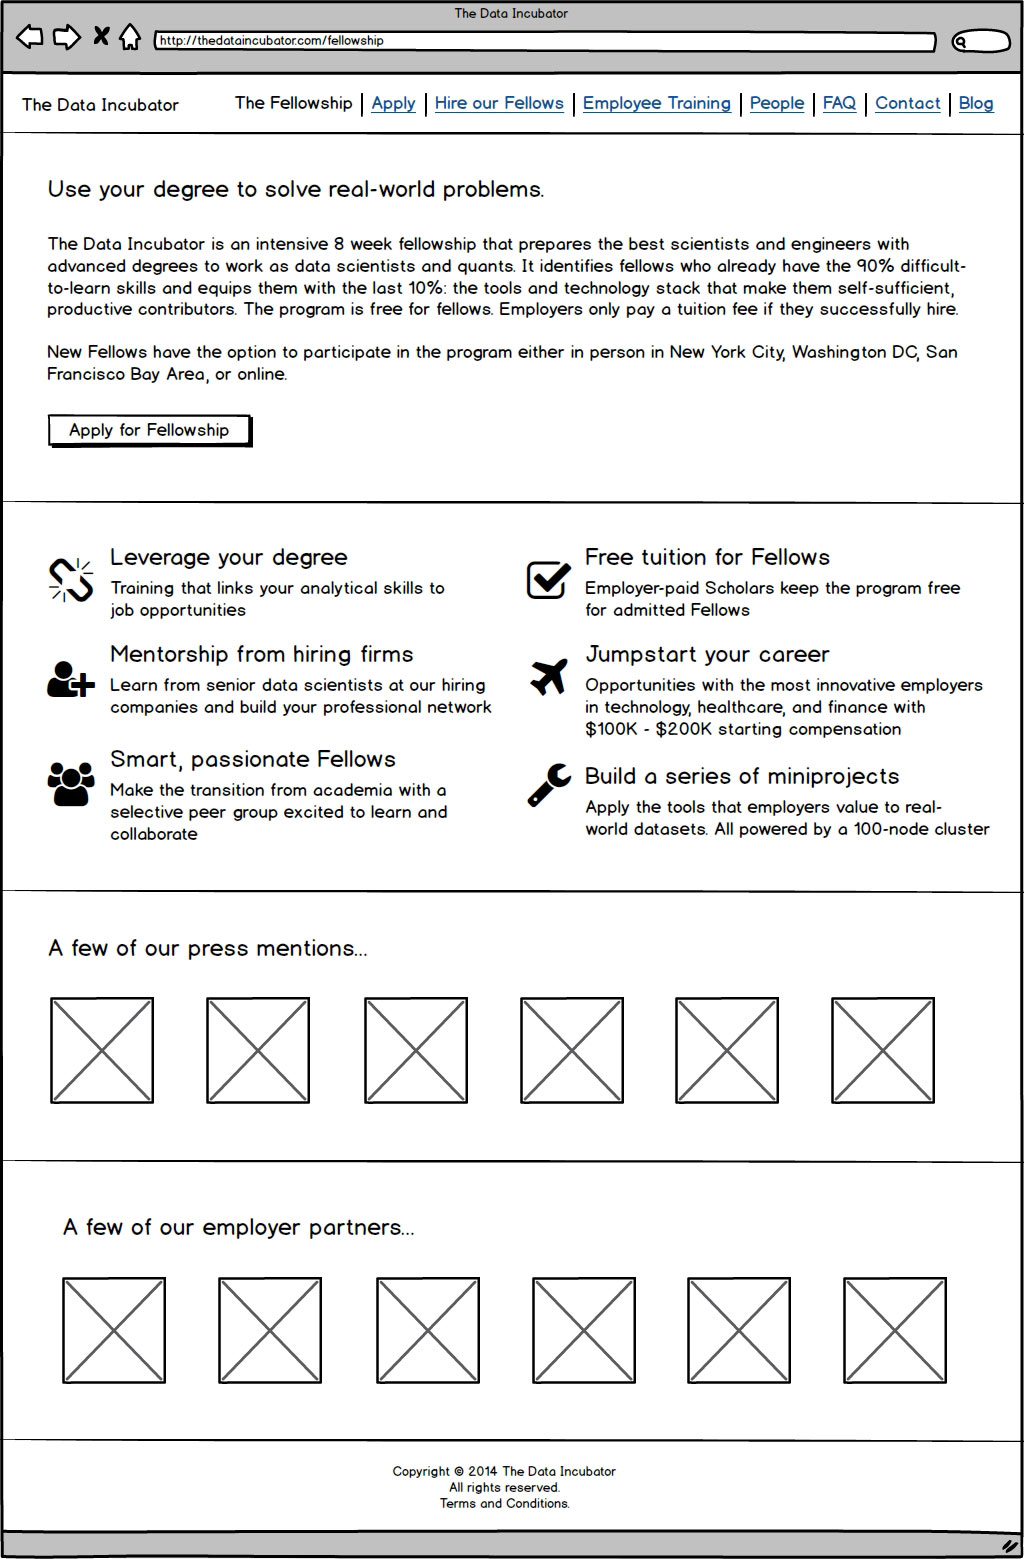 The Data Incubator
http://thedataincubator.com/fellowship
The Data Incubator
The Fellowship | Apply | Hire our Fellows | Employee Training | People | FAQ | Contact | Blog
Use your degree to solve real-world problems.
The Data Incubator is an intensive 8 week fellowship that prepares the best scientists and engineers with
advanced degrees to work as data scientists and quants. It identifies fellows who already have the 90% difficult-
to-learn skills and equips them with the last 10%: the tools and technology stack that make them self-sufficient,
productive contributors. The program is free for fellows. Employers only pay a tuition fee if they successfully hire.
New Fellows have the option to participate in the program either in person in New York City, Washington DC, San
Francisco Bay Area, or online.
Apply for Fellowship
Leverage your degree
Training that links your analytical skills to
job opportunities
Free tuition for Fellows
Employer-paid Scholars keep the program free
for admitted Fellows
Mentorship from hiring firms
Learn from senior data scientists at our hiring
companies and build your professional network
Jumpstart your career
Opportunities with the most innovative employers
in technology, healthcare, and finance with
$100K - $200K starting compensation
Smart, passionate Fellows
Make the transition from academia with a
selective peer group excited to learn and
collaborate
Build a series of miniprojects
Apply the tools that employers value to real-
world datasets. All powered by a 100-node cluster
A few of our press mentions...
A few of our employer partners...
Copyright © 2014 The Data Incubator
All rights reserved.
Terms and Conditions.